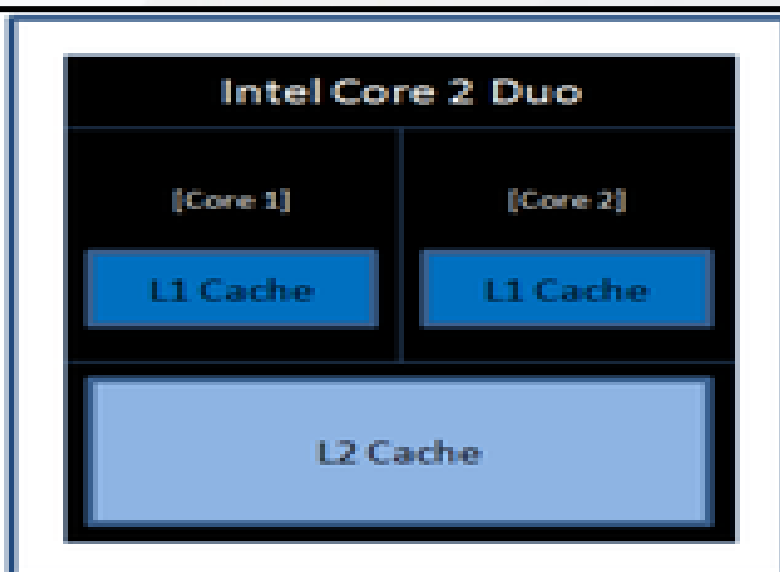 Intel Core 2 Duo
[Core 1] [Core 2]
L1 Cache L1 Cache
L2 Cache